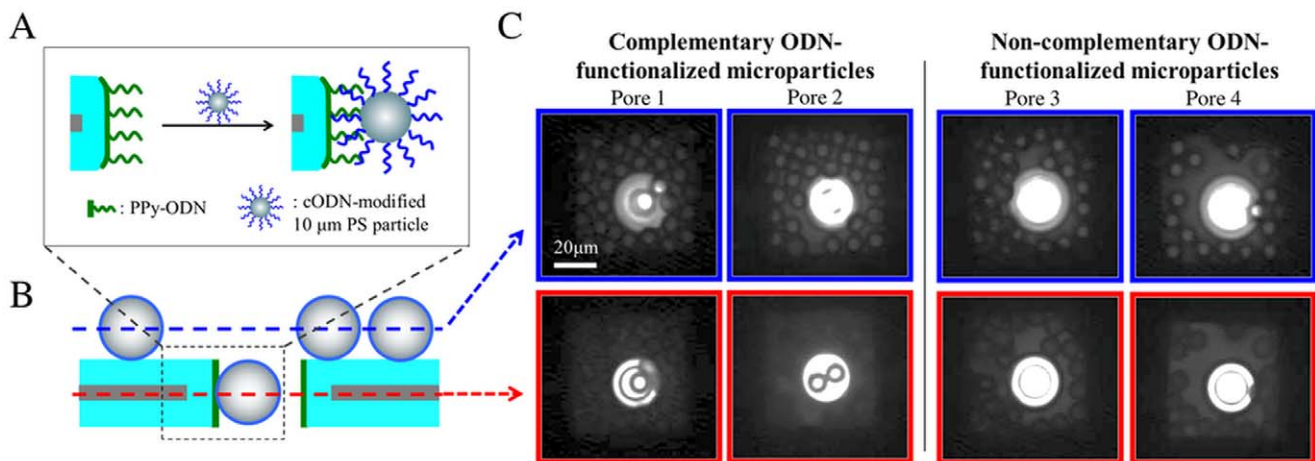 A
: PPy-ODN
: cODN-modified
10 μm PS particle
B
C
Complementary ODN-
functionalized microparticles
Pore 1
Pore 2
20μm
Non-complementary ODN-
functionalized microparticles
Pore 3
Pore 4